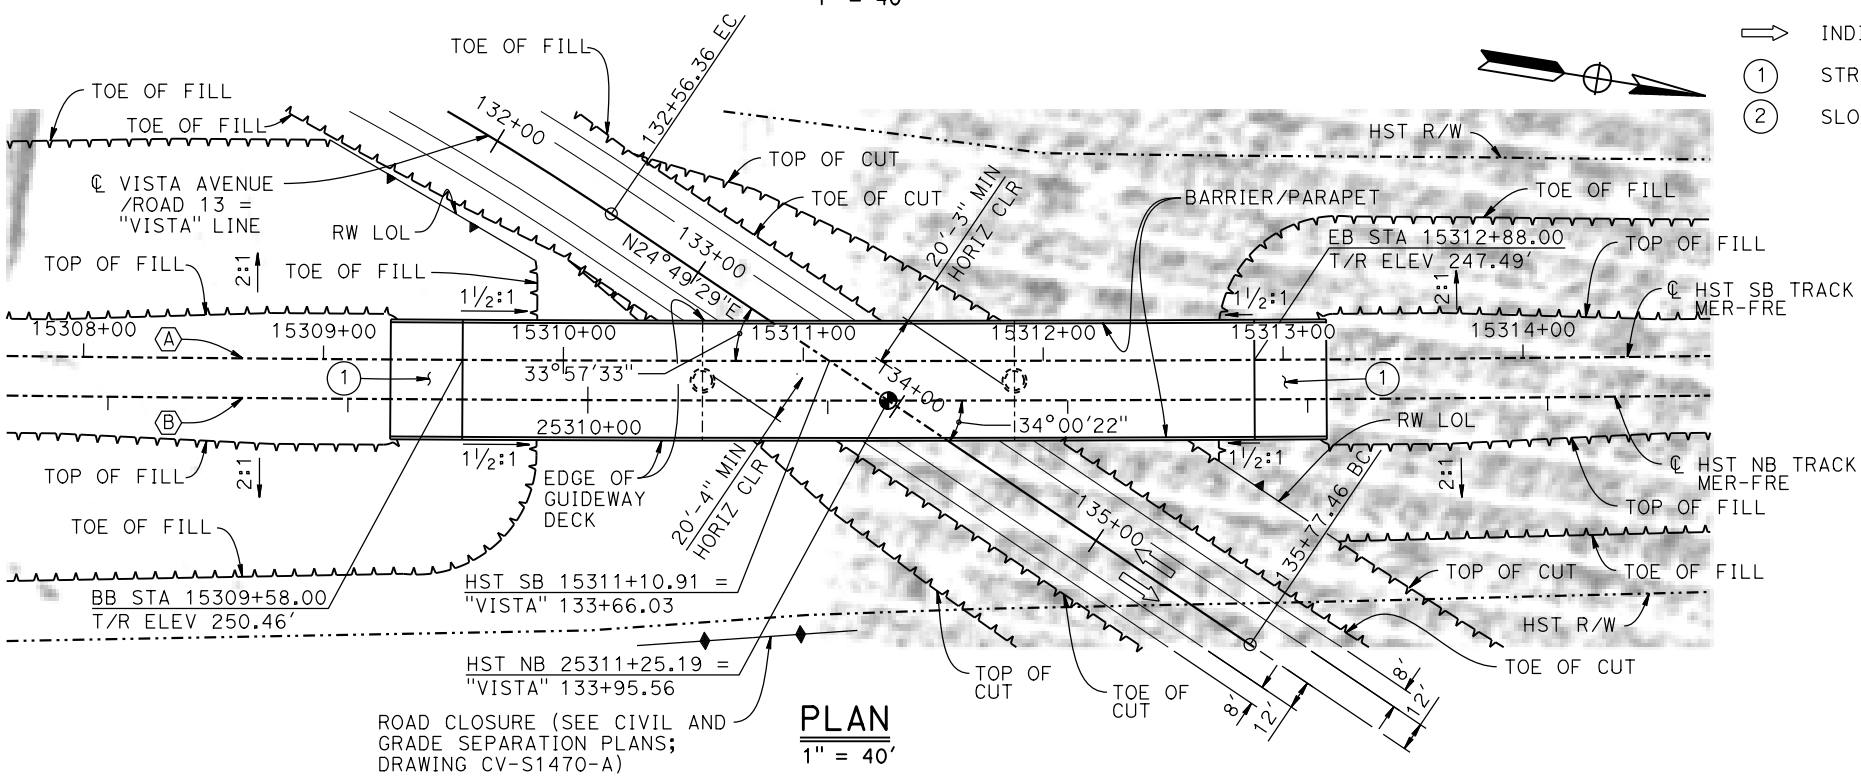 1" = 40'
INDI
1
STR
2
SLO
TOE OF FILL
132+56.36 EC
TOE OF FILL
TOE OF FILL
132+00
HST R/W
TOP OF CUT
TOE OF CUT
20'-3" MIN
HORIZ CLR
BARRIER/PARAPET
TOE OF FILL
℄ VISTA AVENUE
/ROAD 13 =
"VISTA" LINE
RW LOL
N24°49'29"E
133+00
EB STA 15312+88.00
T/R ELEV 247.49'
TOP OF FILL
TOP OF FILL
2:1
TOE OF FILL
1½:1
1½:1
2:1
℄ HST SB TRACK
MER-FRE
15308+00
15309+00
15310+00
15311+00
15312+00
15313+00
15314+00
A
1
33°57'33"
134+00
1
B
25310+00
34°00'22"
RW LOL
TOP OF FILL
2:1
1½:1
EDGE OF
GUIDEWAY
DECK
20'-4" MIN
HORIZ CLR
1½:1
135+77.46 BC
2:1
℄ HST NB TRACK
MER-FRE
TOP OF FILL
TOE OF FILL
135+00
HST SB 15311+10.91 =
"VISTA" 133+66.03
TOP OF CUT
TOE OF FILL
BB STA 15309+58.00
T/R ELEV 250.46'
HST R/W
HST NB 25311+25.19 =
"VISTA" 133+95.56
TOP OF
CUT
TOE OF
CUT
TOE OF CUT
8'
12'
8'
12'
ROAD CLOSURE (SEE CIVIL AND
GRADE SEPARATION PLANS;
DRAWING CV-S1470-A)
PLAN
1" = 40'